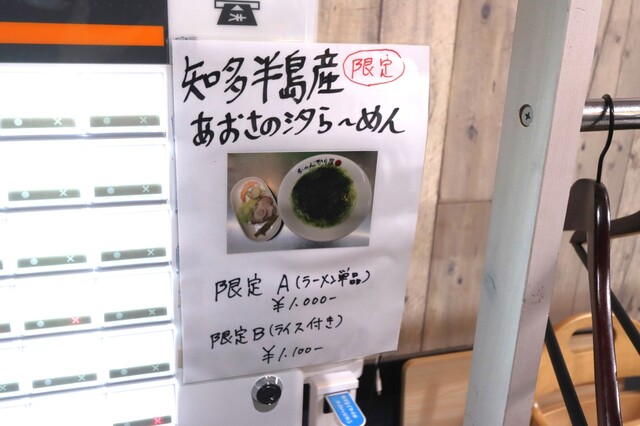 知多半島産 限定
あおさの汐ら〜めん
限定 A(ラーメン単品)
¥1.000-
限定B(ライス付き)
¥1.100-